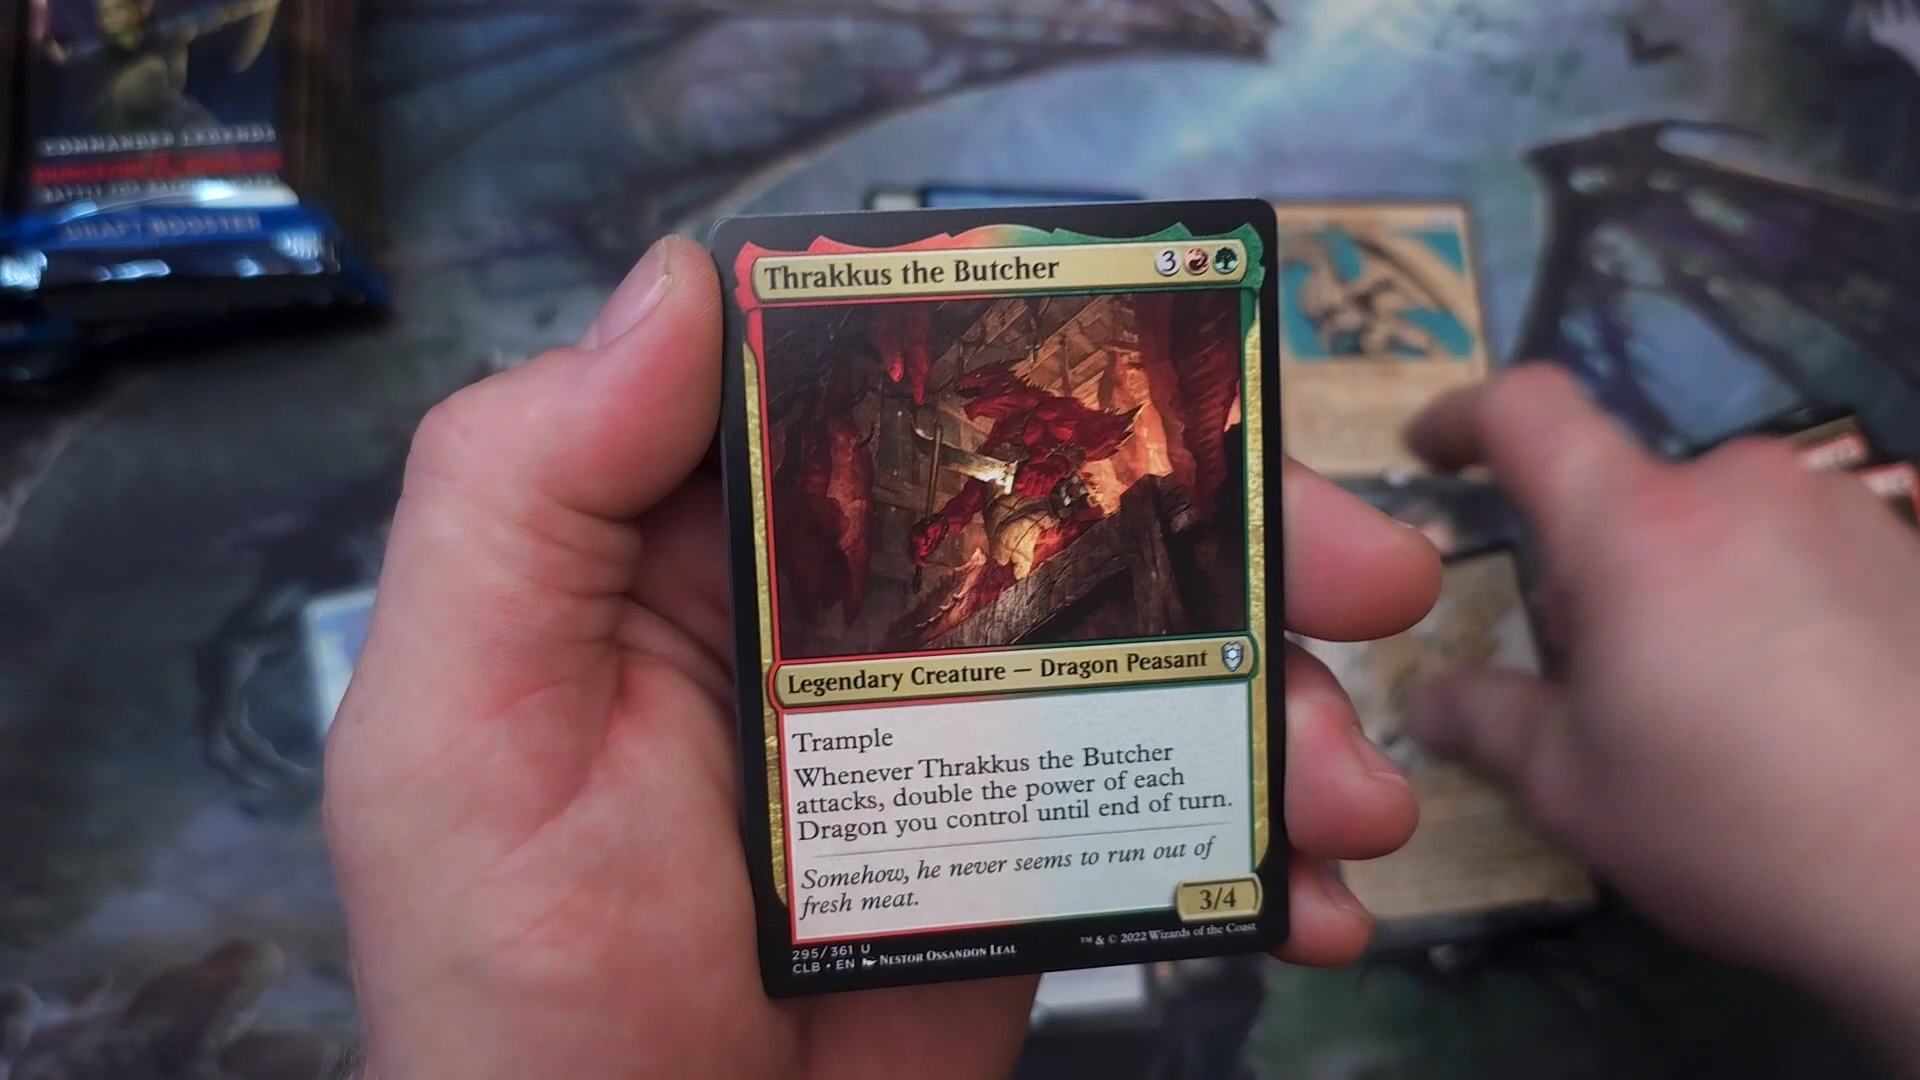 COMMANDER LEGENDS
DRAFT BOOSTER
Thrakkus the Butcher 3
Legendary Creature — Dragon Peasant
Trample
Whenever Thrakkus the Butcher
attacks, double the power of each
Dragon you control until end of turn.
Somehow, he never seems to run out of
fresh meat.
3/4
295/361 U
CLB • EN Nestor Ossandon Leal
™ & © 2022 Wizards of the Coast